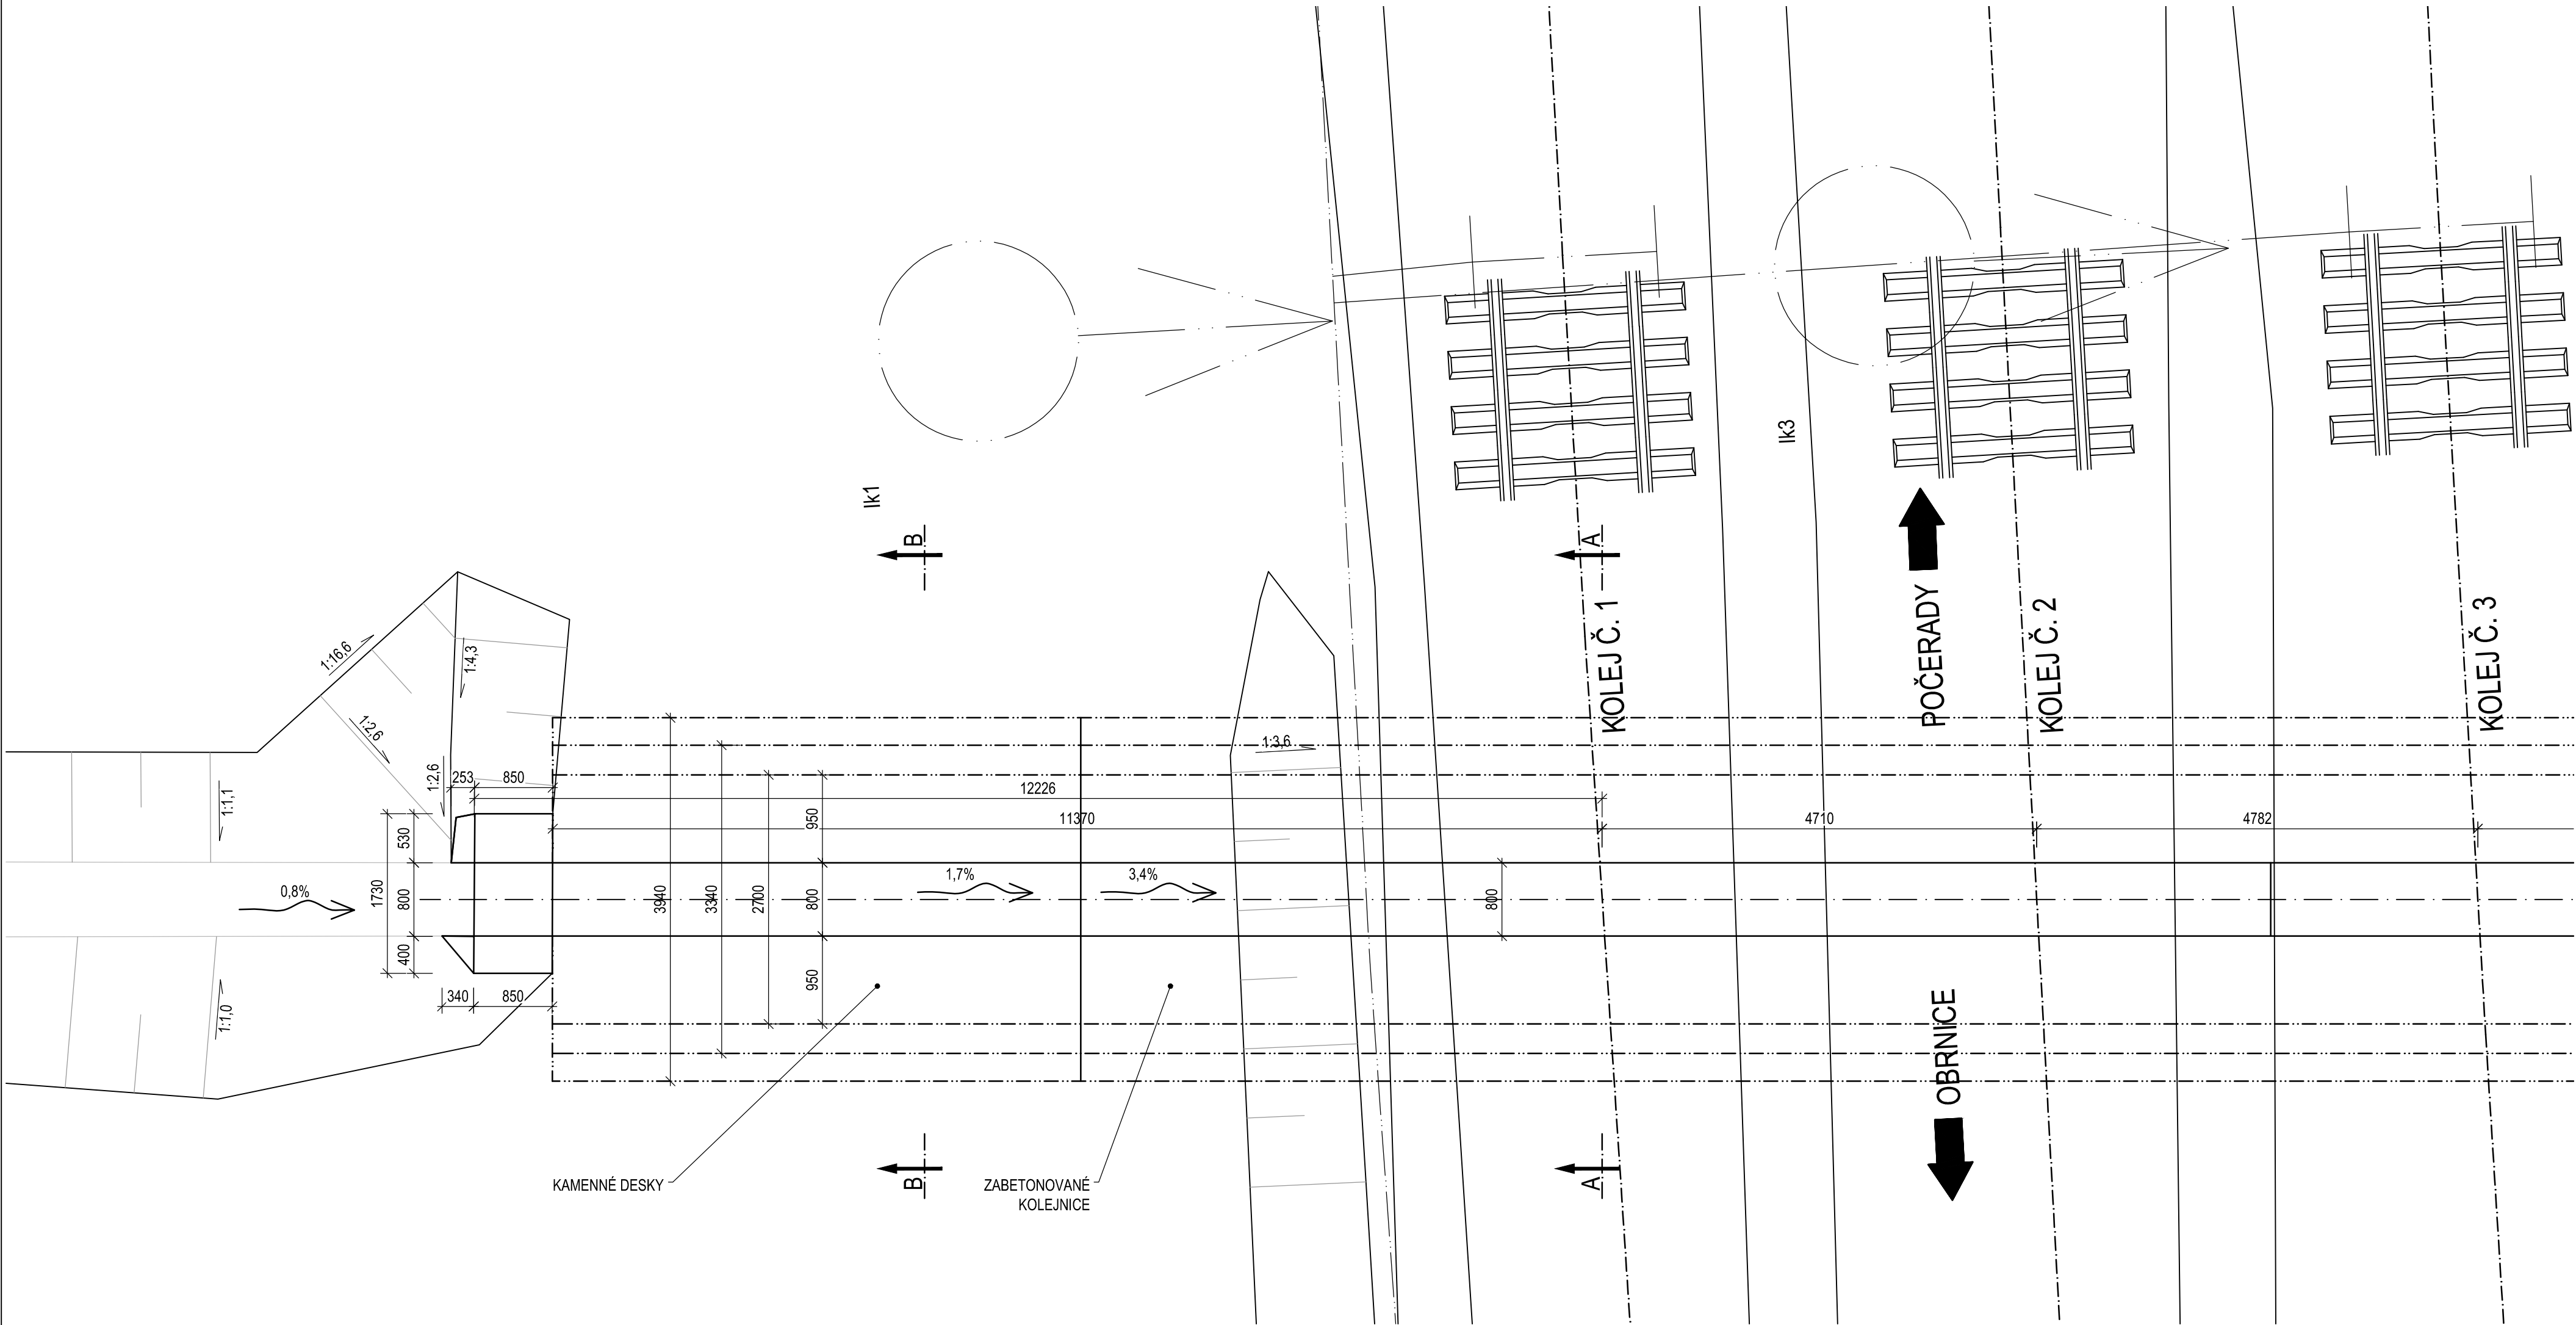 lk1
lk3
B
A
KOLEJ Č. 1
POČERADY
KOLEJ Č. 2
KOLEJ Č. 3
1:16,6
1:4,3
1:2,6
1:2,6
1:1,1
1:3,6
253
850
12226
11370
4710
4782
530
950
1730
800
3940
3340
2700
800
800
0,8%
1,7%
3,4%
400
950
340
850
1:1,0
OBRNICE
KAMENNÉ DESKY
ZABETONOVANÉ
KOLEJNICE
B
A